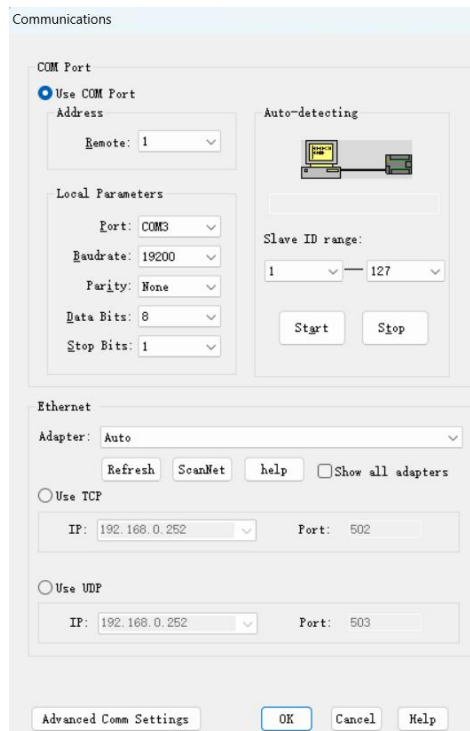 Communications
COM Port
Use COM Port
Address
Remote: 1
Local Parameters
Port: COM3
Baudrate: 19200
Parity: None
Data Bits: 8
Stop Bits: 1
Auto-detecting
Slave ID range:
1 — 127
Start Stop
Ethernet
Adapter: Auto
Refresh ScanNet help Show all adapters
Use TCP
IP: 192.168.0.252 Port: 502
Use UDP
IP: 192.168.0.252 Port: 503
Advanced Comm Settings OK Cancel Help